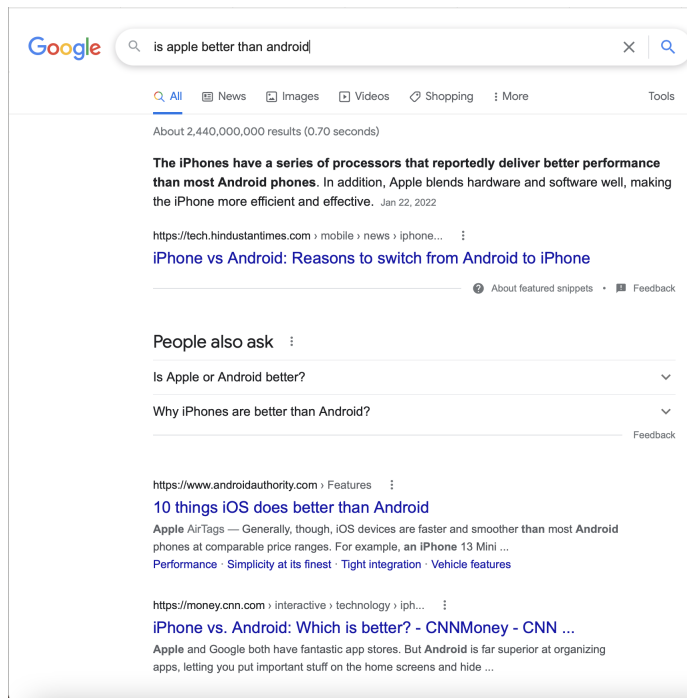 Google
is apple better than android
All News Images Videos Shopping More Tools
About 2,440,000,000 results (0.70 seconds)
The iPhones have a series of processors that reportedly deliver better performance
than most Android phones. In addition, Apple blends hardware and software well, making
the iPhone more efficient and effective. Jan 22, 2022
https://tech.hindustantimes.com › mobile › news › iphone...
iPhone vs Android: Reasons to switch from Android to iPhone
About featured snippets • Feedback
People also ask
Is Apple or Android better?
Why iPhones are better than Android?
Feedback
https://www.androidauthority.com › Features
10 things iOS does better than Android
Apple AirTags — Generally, though, iOS devices are faster and smoother than most Android
phones at comparable price ranges. For example, an iPhone 13 Mini ...
Performance · Simplicity at its finest · Tight integration · Vehicle features
https://money.cnn.com › interactive › technology › iph...
iPhone vs. Android: Which is better? - CNNMoney - CNN ...
Apple and Google both have fantastic app stores. But Android is far superior at organizing
apps, letting you put important stuff on the home screens and hide ...